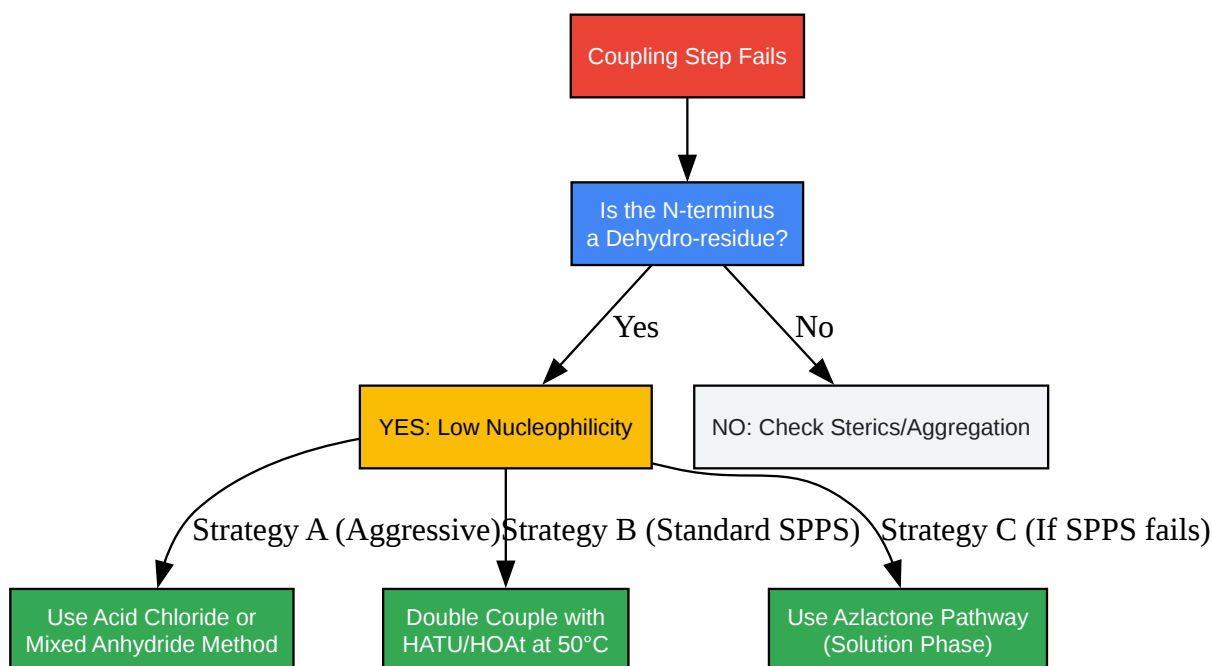 Coupling Step Fails
Is the N-terminus
a Dehydro-residue?
Yes
No
YES: Low Nucleophilicity
NO: Check Sterics/Aggregation
Strategy A (Aggressive)
Strategy B (Standard SPPS)
Strategy C (If SPPS fails)
Use Acid Chloride or
Mixed Anhydride Method
Double Couple with
HATU/HOAt at 50°C
Use Azlactone Pathway
(Solution Phase)